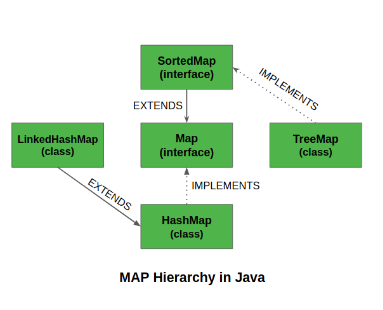 SortedMap
(interface)
IMPLEMENTS
EXTENDS
LinkedHashMap
(class)
Map
(interface)
TreeMap
(class)
EXTENDS
IMPLEMENTS
HashMap
(class)
MAP Hierarchy in Java